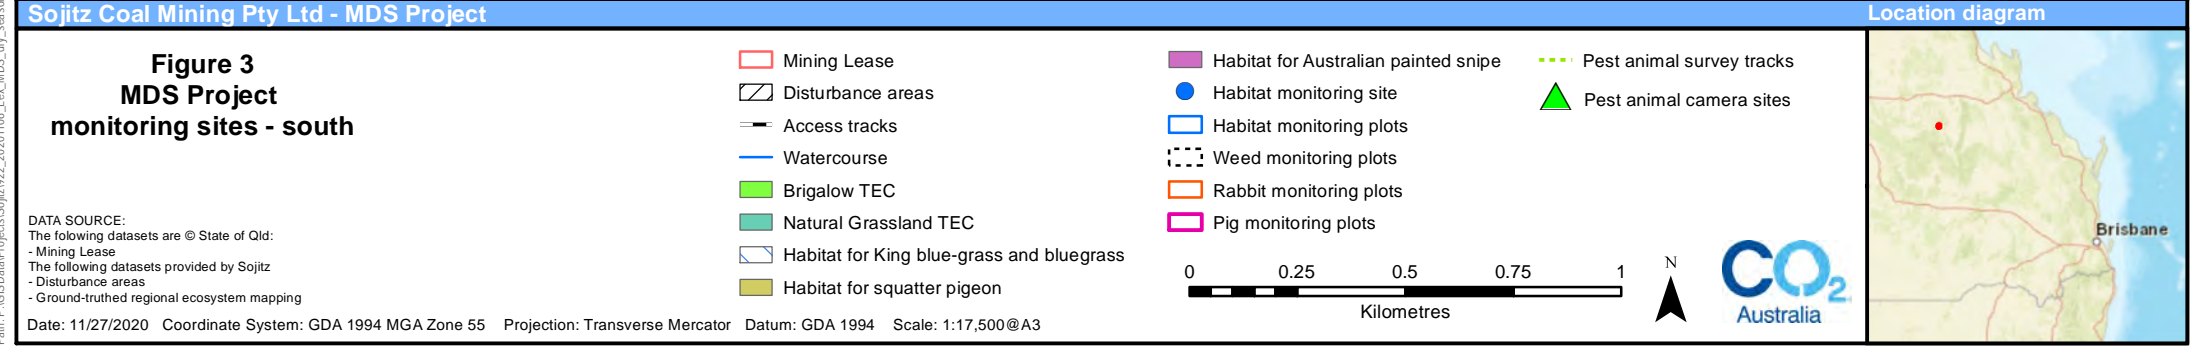 Sojitz Coal Mining Pty Ltd - MDS Project
Location diagram
Figure 3
MDS Project
monitoring sites - south
DATA SOURCE:
The folowing datasets are © State of Qld:
- Mining Lease
The following datasets provided by Sojitz
- Disturbance areas
- Ground-truthed regional ecosystem mapping
Date: 11/27/2020 Coordinate System: GDA 1994 MGA Zone 55 Projection: Transverse Mercator Datum: GDA 1994 Scale: 1:17,500@A3
Mining Lease
Disturbance areas
Access tracks
Watercourse
Brigalow TEC
Natural Grassland TEC
Habitat for King blue-grass and bluegrass
Habitat for squatter pigeon
Habitat for Australian painted snipe
Habitat monitoring site
Habitat monitoring plots
Weed monitoring plots
Rabbit monitoring plots
Pig monitoring plots
Pest animal survey tracks
Pest animal camera sites
0 0.25 0.5 0.75 1
Kilometres
N
CO2
Australia
Brisbane